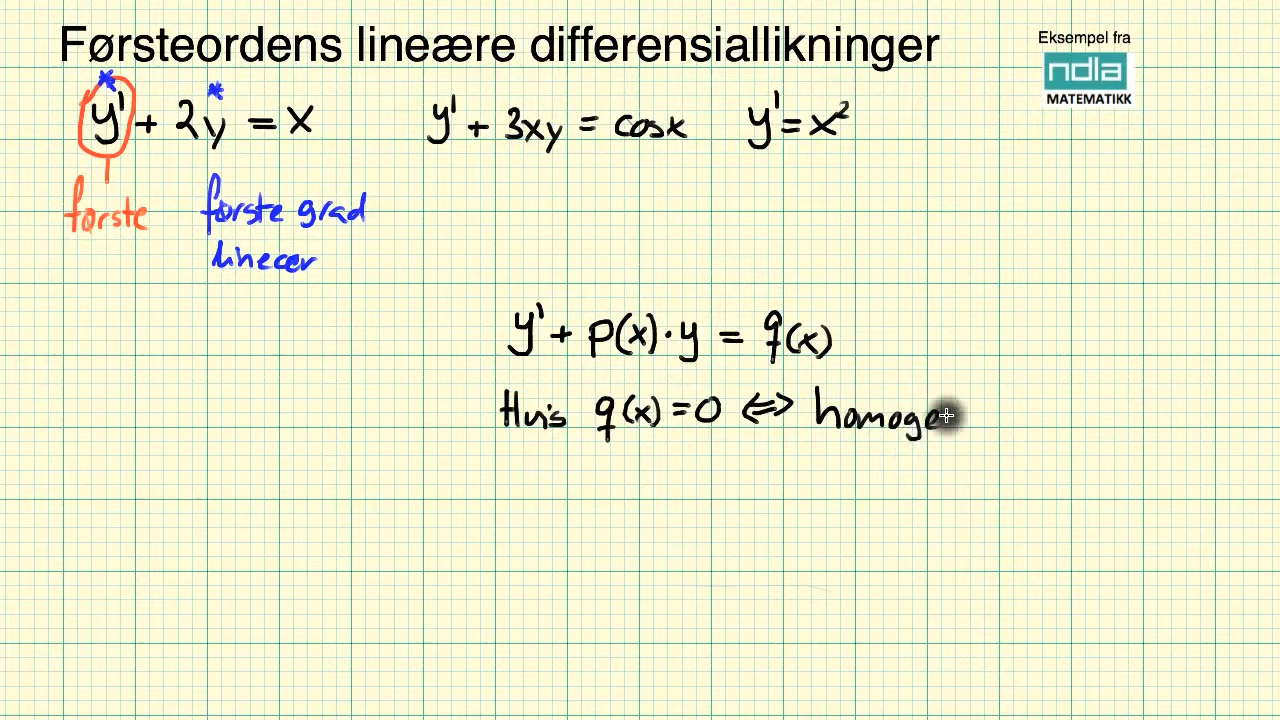 Førsteordens lineære differensiallikninger
Eksempel fra
ndla
MATEMATIKK
y' + 2y = x
y' + 3xy = cosx
y' = x²
første
første grad
lineær
y' + p(x)·y = q(x)
Hvis q(x) = 0 ⇔ homoge